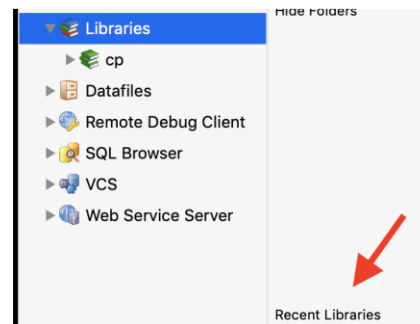 Hide Folders
Libraries
cp
Datafiles
Remote Debug Client
SQL Browser
VCS
Web Service Server
Recent Libraries